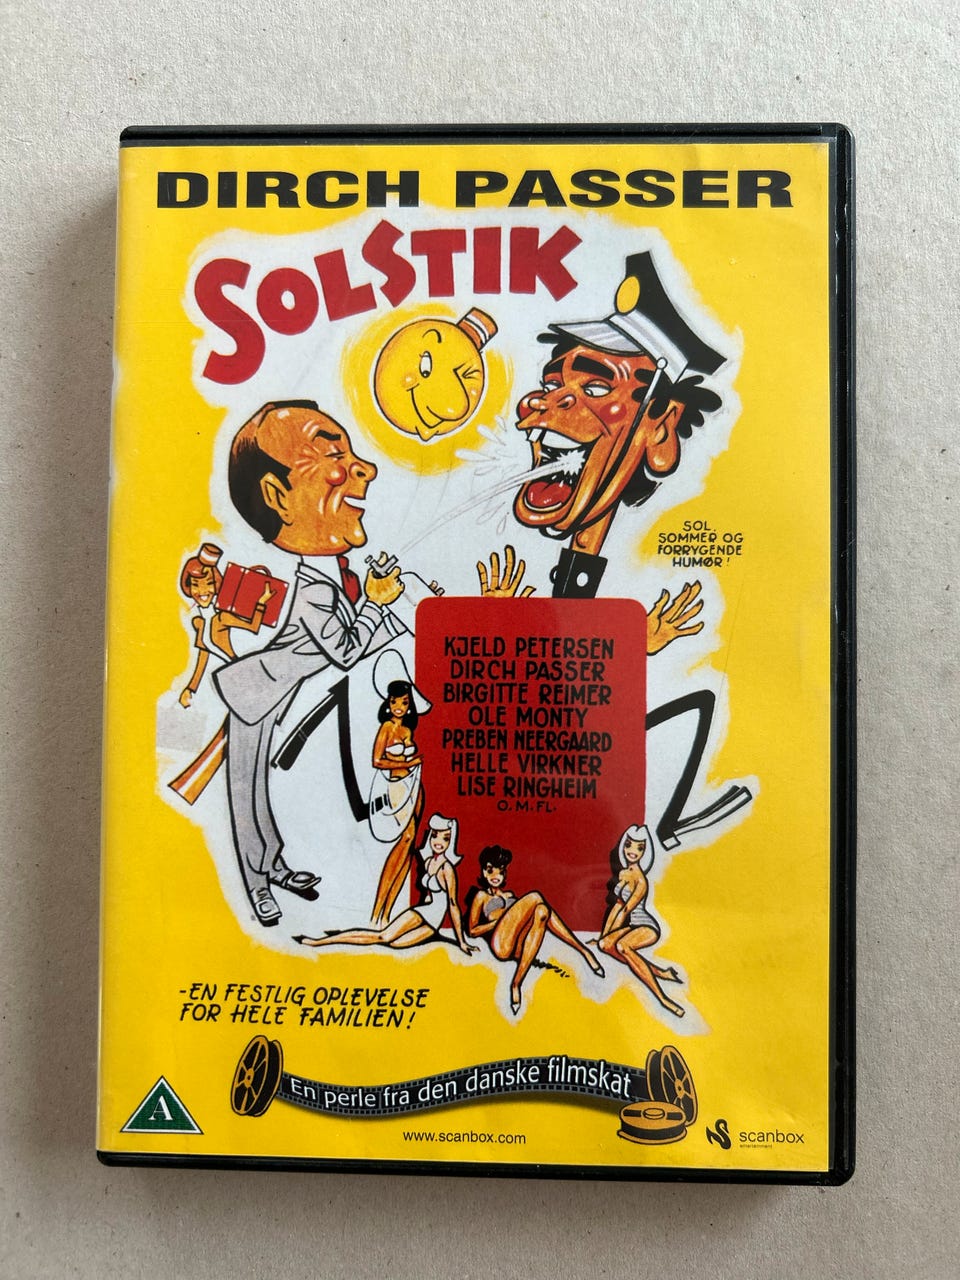 DIRCH PASSER
SOLSTIK
SOL,
SOMMER OG
FORRYGENDE
HUMØR!
KJELD PETERSEN
DIRCH PASSER
BIRGITTE REIMER
OLE MONTY
PREBEN NEERGAARD
HELLE VIRKNER
LISE RINGHEIM
O.M.FL.
-EN FESTLIG OPLEVELSE
FOR HELE FAMILIEN!
En perle fra den danske filmskat
A
www.scanbox.com
scanbox
entertainment